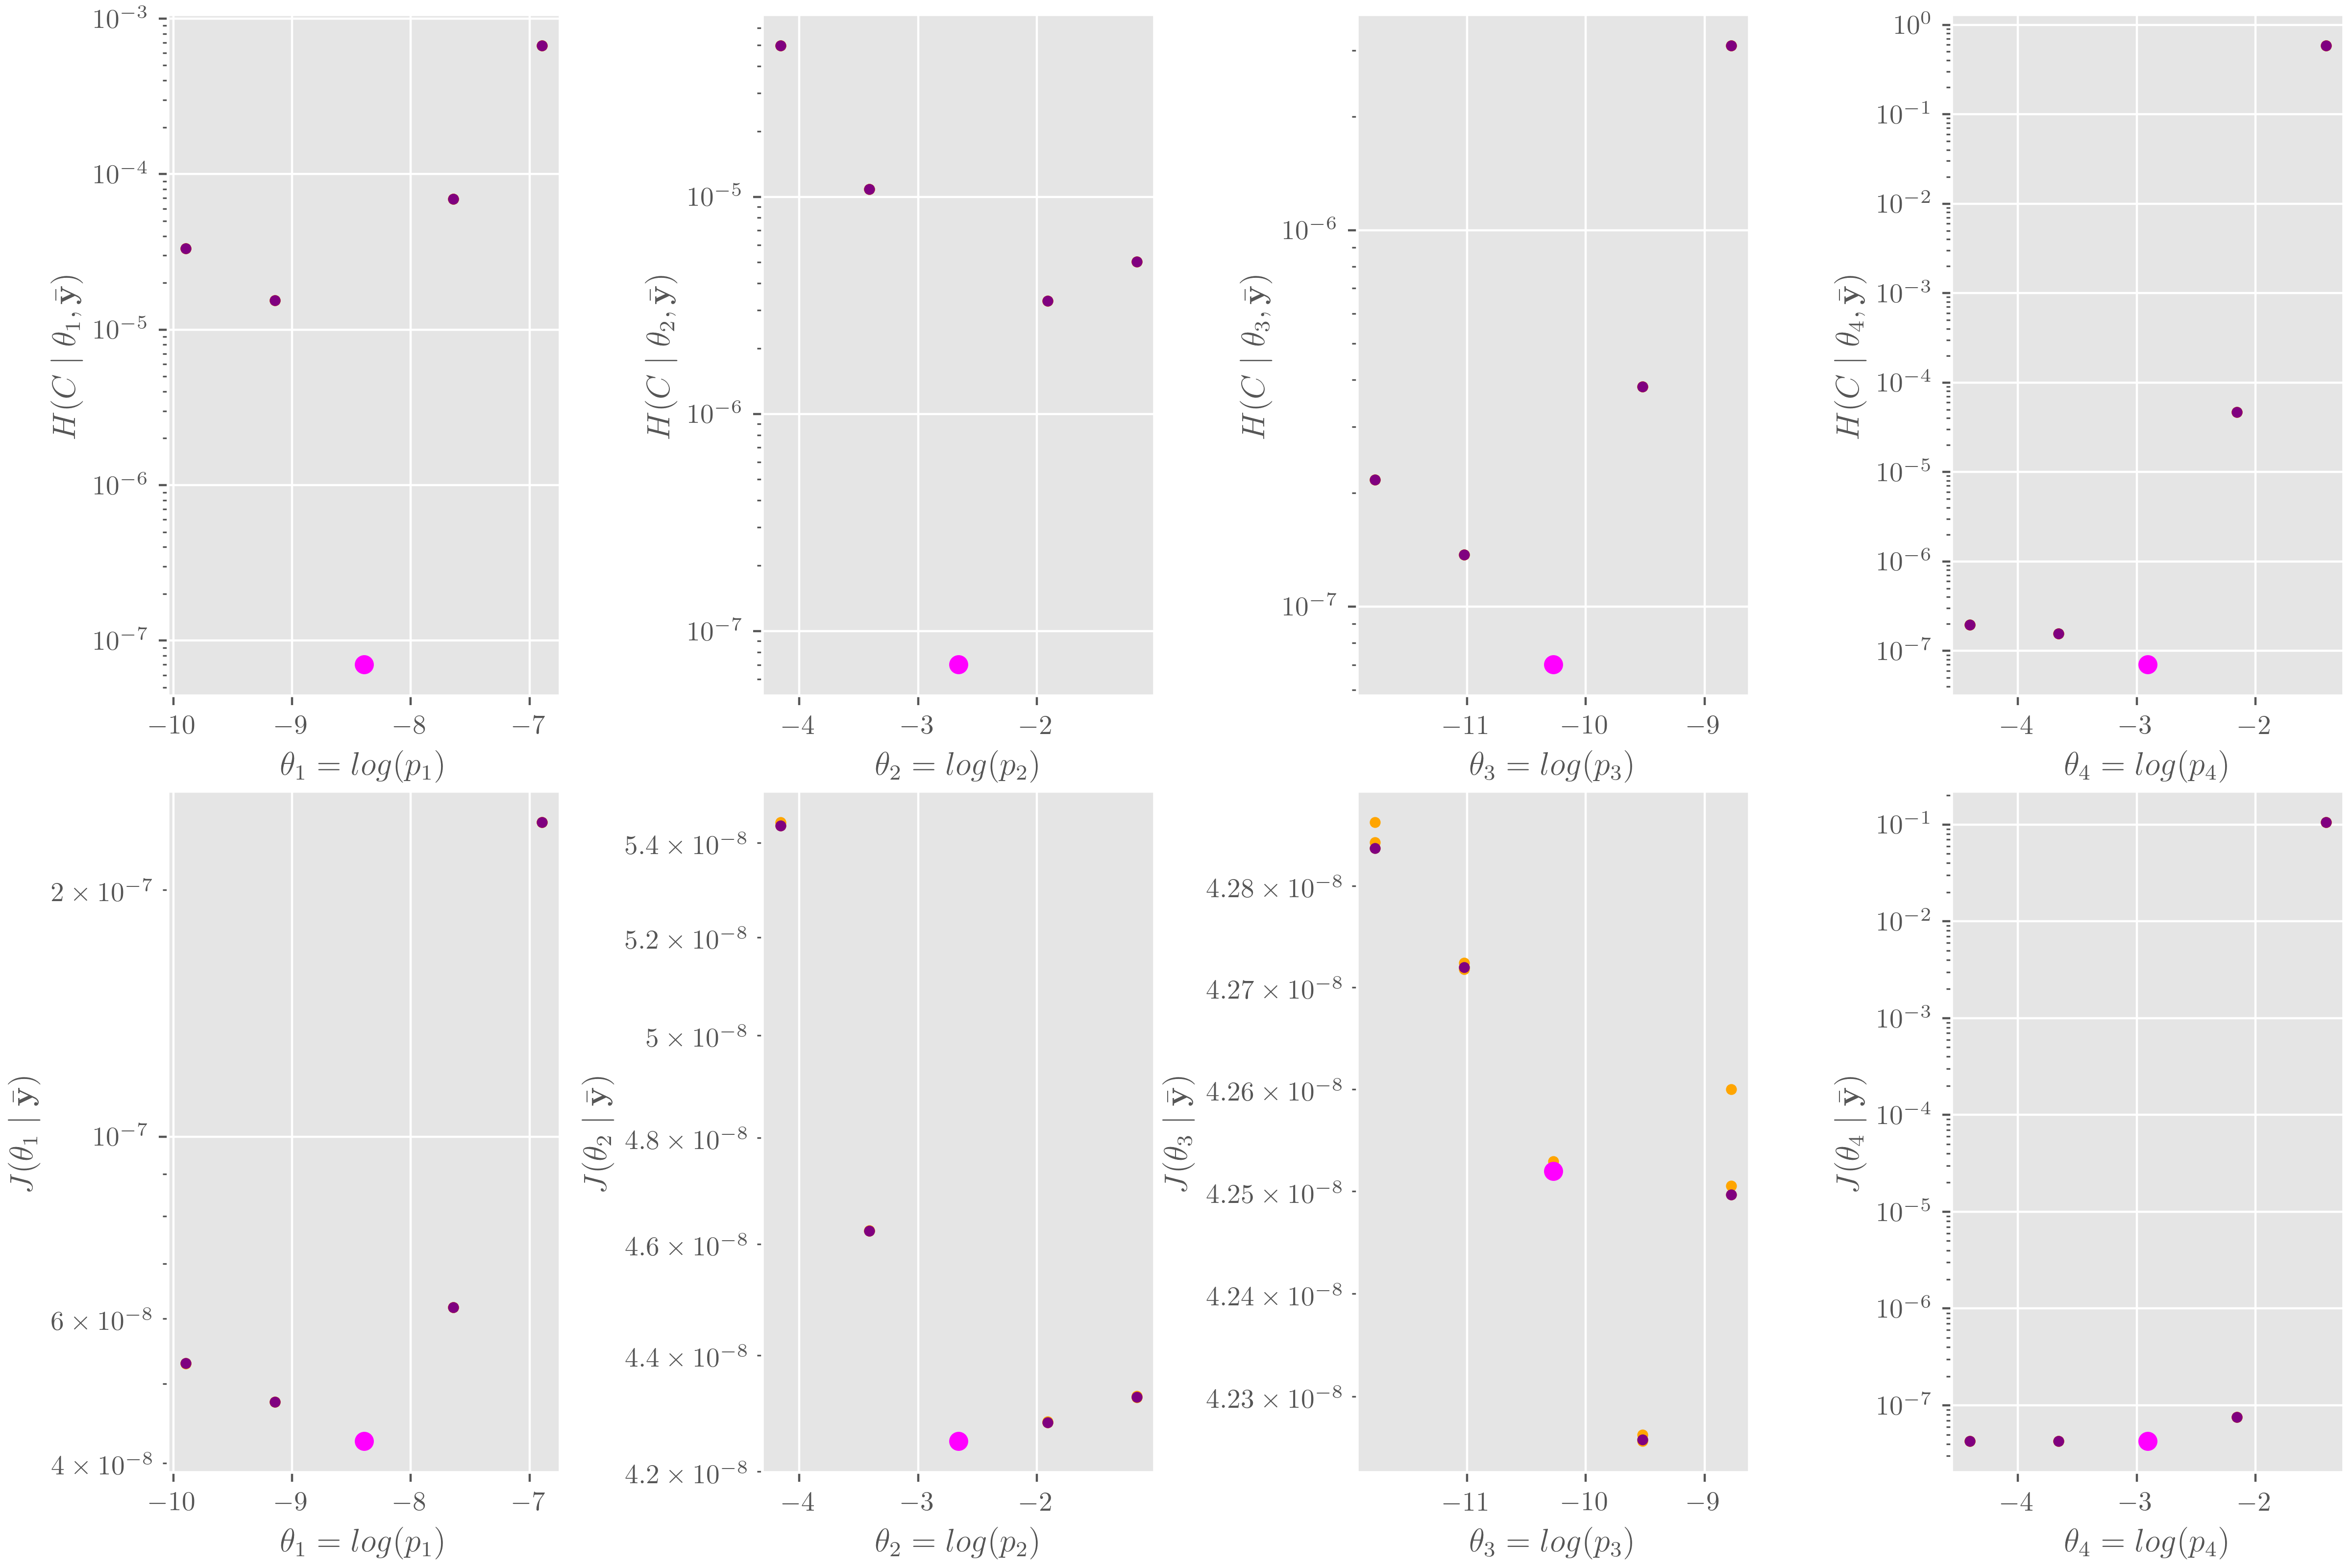 H(C | θ₁, ȳ)
10⁻³
10⁻⁴
10⁻⁵
10⁻⁶
10⁻⁷
−10 −9 −8 −7
θ₁ = log(p₁)
H(C | θ₂, ȳ)
10⁻⁵
10⁻⁶
10⁻⁷
−4 −3 −2
θ₂ = log(p₂)
H(C | θ₃, ȳ)
10⁻⁶
10⁻⁷
−11 −10 −9
θ₃ = log(p₃)
H(C | θ₄, ȳ)
10⁰
10⁻¹
10⁻²
10⁻³
10⁻⁴
10⁻⁵
10⁻⁶
10⁻⁷
−4 −3 −2
θ₄ = log(p₄)
J(θ₁ | ȳ)
2 × 10⁻⁷
10⁻⁷
6 × 10⁻⁸
4 × 10⁻⁸
−10 −9 −8 −7
θ₁ = log(p₁)
J(θ₂ | ȳ)
5.4 × 10⁻⁸
5.2 × 10⁻⁸
5 × 10⁻⁸
4.8 × 10⁻⁸
4.6 × 10⁻⁸
4.4 × 10⁻⁸
4.2 × 10⁻⁸
−4 −3 −2
θ₂ = log(p₂)
J(θ₃ | ȳ)
4.28 × 10⁻⁸
4.27 × 10⁻⁸
4.26 × 10⁻⁸
4.25 × 10⁻⁸
4.24 × 10⁻⁸
4.23 × 10⁻⁸
−11 −10 −9
θ₃ = log(p₃)
J(θ₄ | ȳ)
10⁻¹
10⁻²
10⁻³
10⁻⁴
10⁻⁵
10⁻⁶
10⁻⁷
−4 −3 −2
θ₄ = log(p₄)